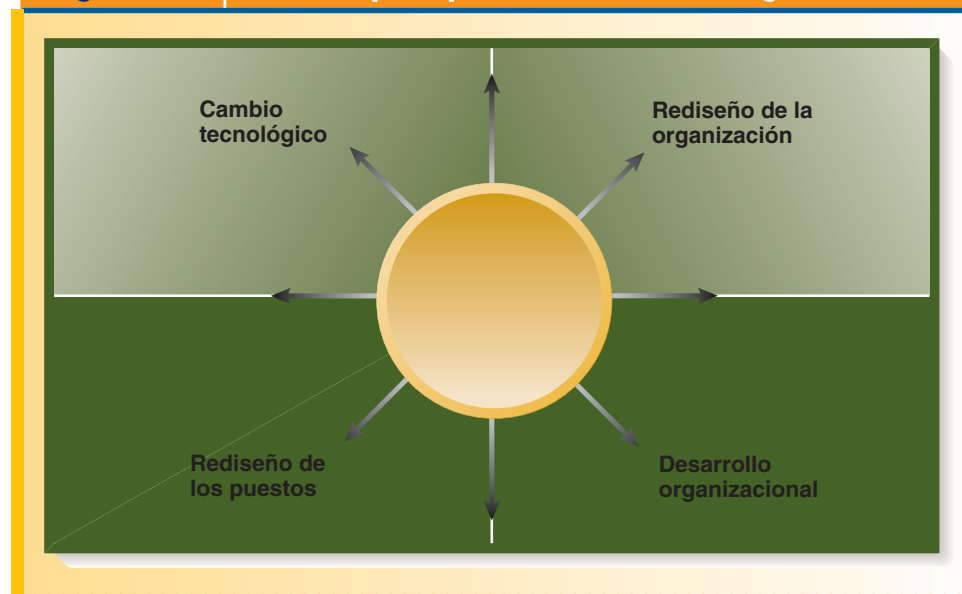 Cambio
tecnológico
Rediseño de la
organización
Rediseño de
los puestos
Desarrollo
organizacional